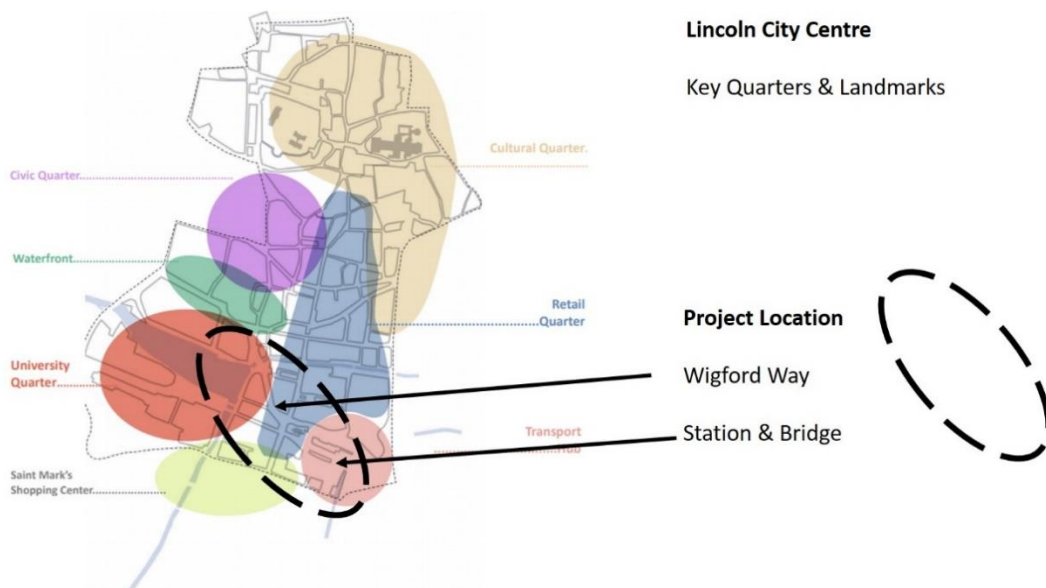 Lincoln City Centre
Key Quarters & Landmarks
Cultural Quarter.
Civic Quarter
Waterfront
Retail
Quarter
Project Location
University
Quarter
Wigford Way
Transport
Hub
Station & Bridge
Saint Mark's
Shopping Center